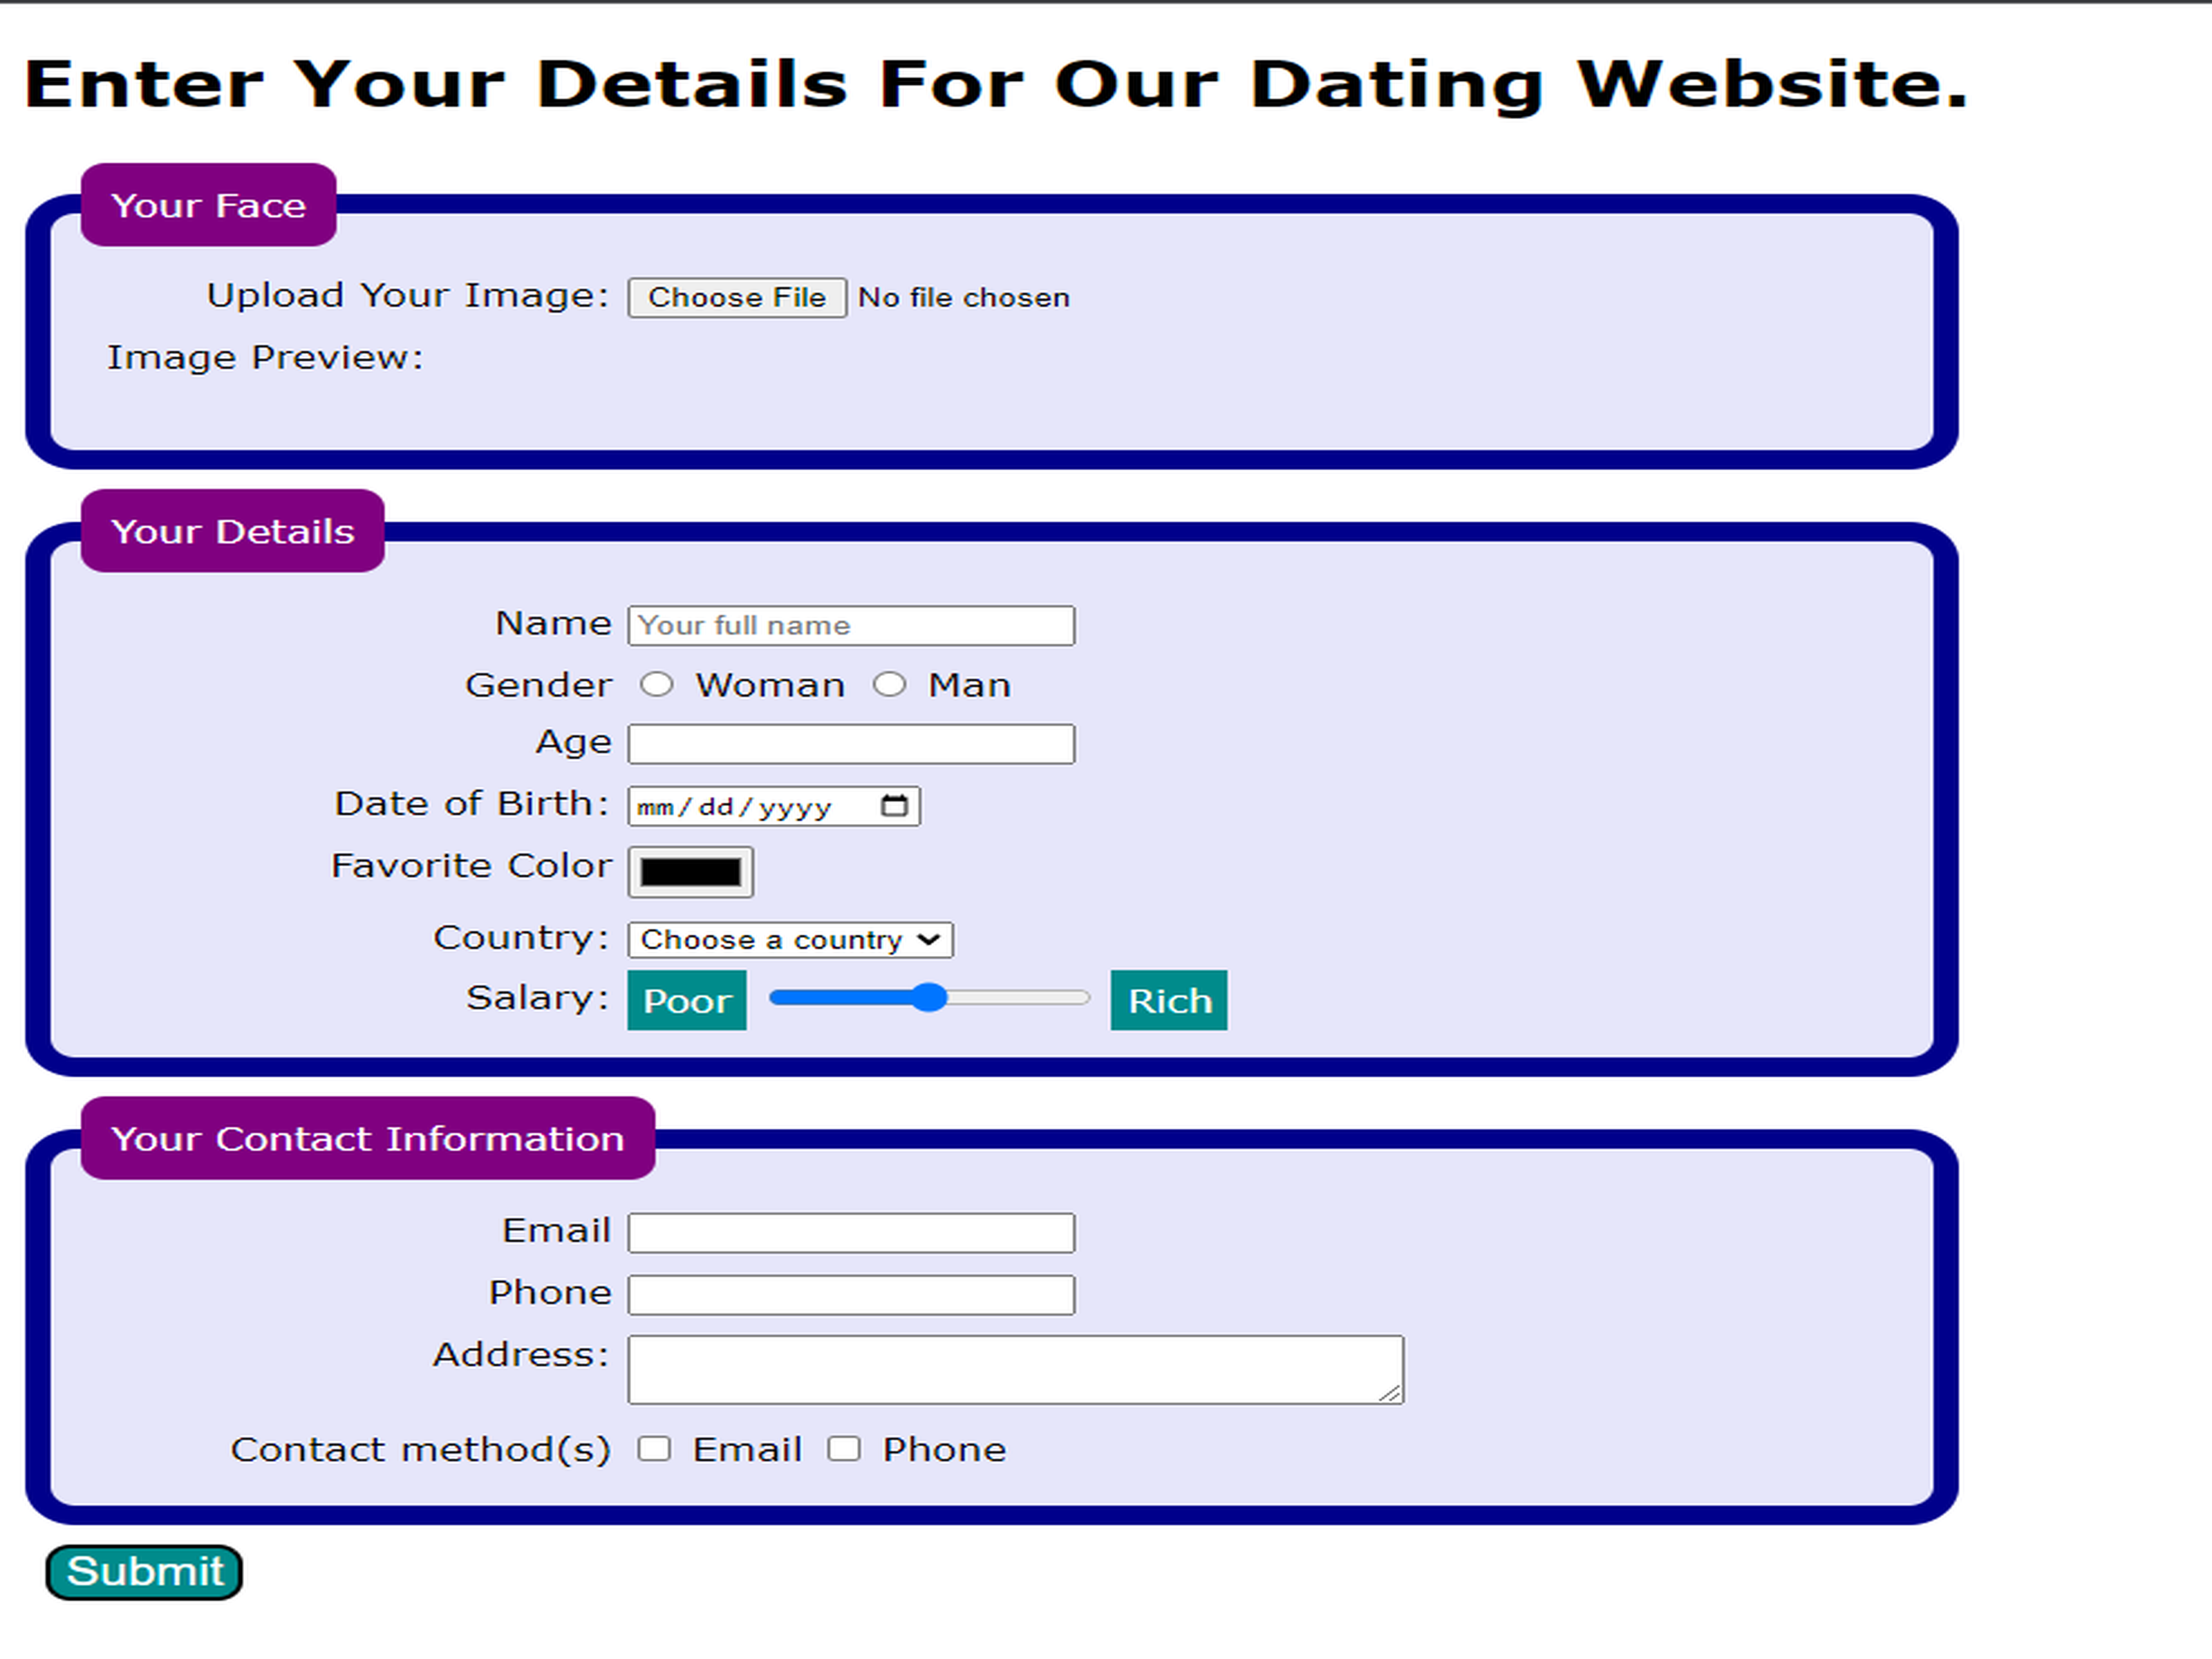 Enter Your Details For Our Dating Website.
Your Face
Upload Your Image: Choose File No file chosen
Image Preview:
Your Details
Name Your full name
Gender Woman Man
Age
Date of Birth: mm/dd/yyyy
Favorite Color
Country: Choose a country
Salary: Poor Rich
Your Contact Information
Email
Phone
Address:
Contact method(s) Email Phone
Submit